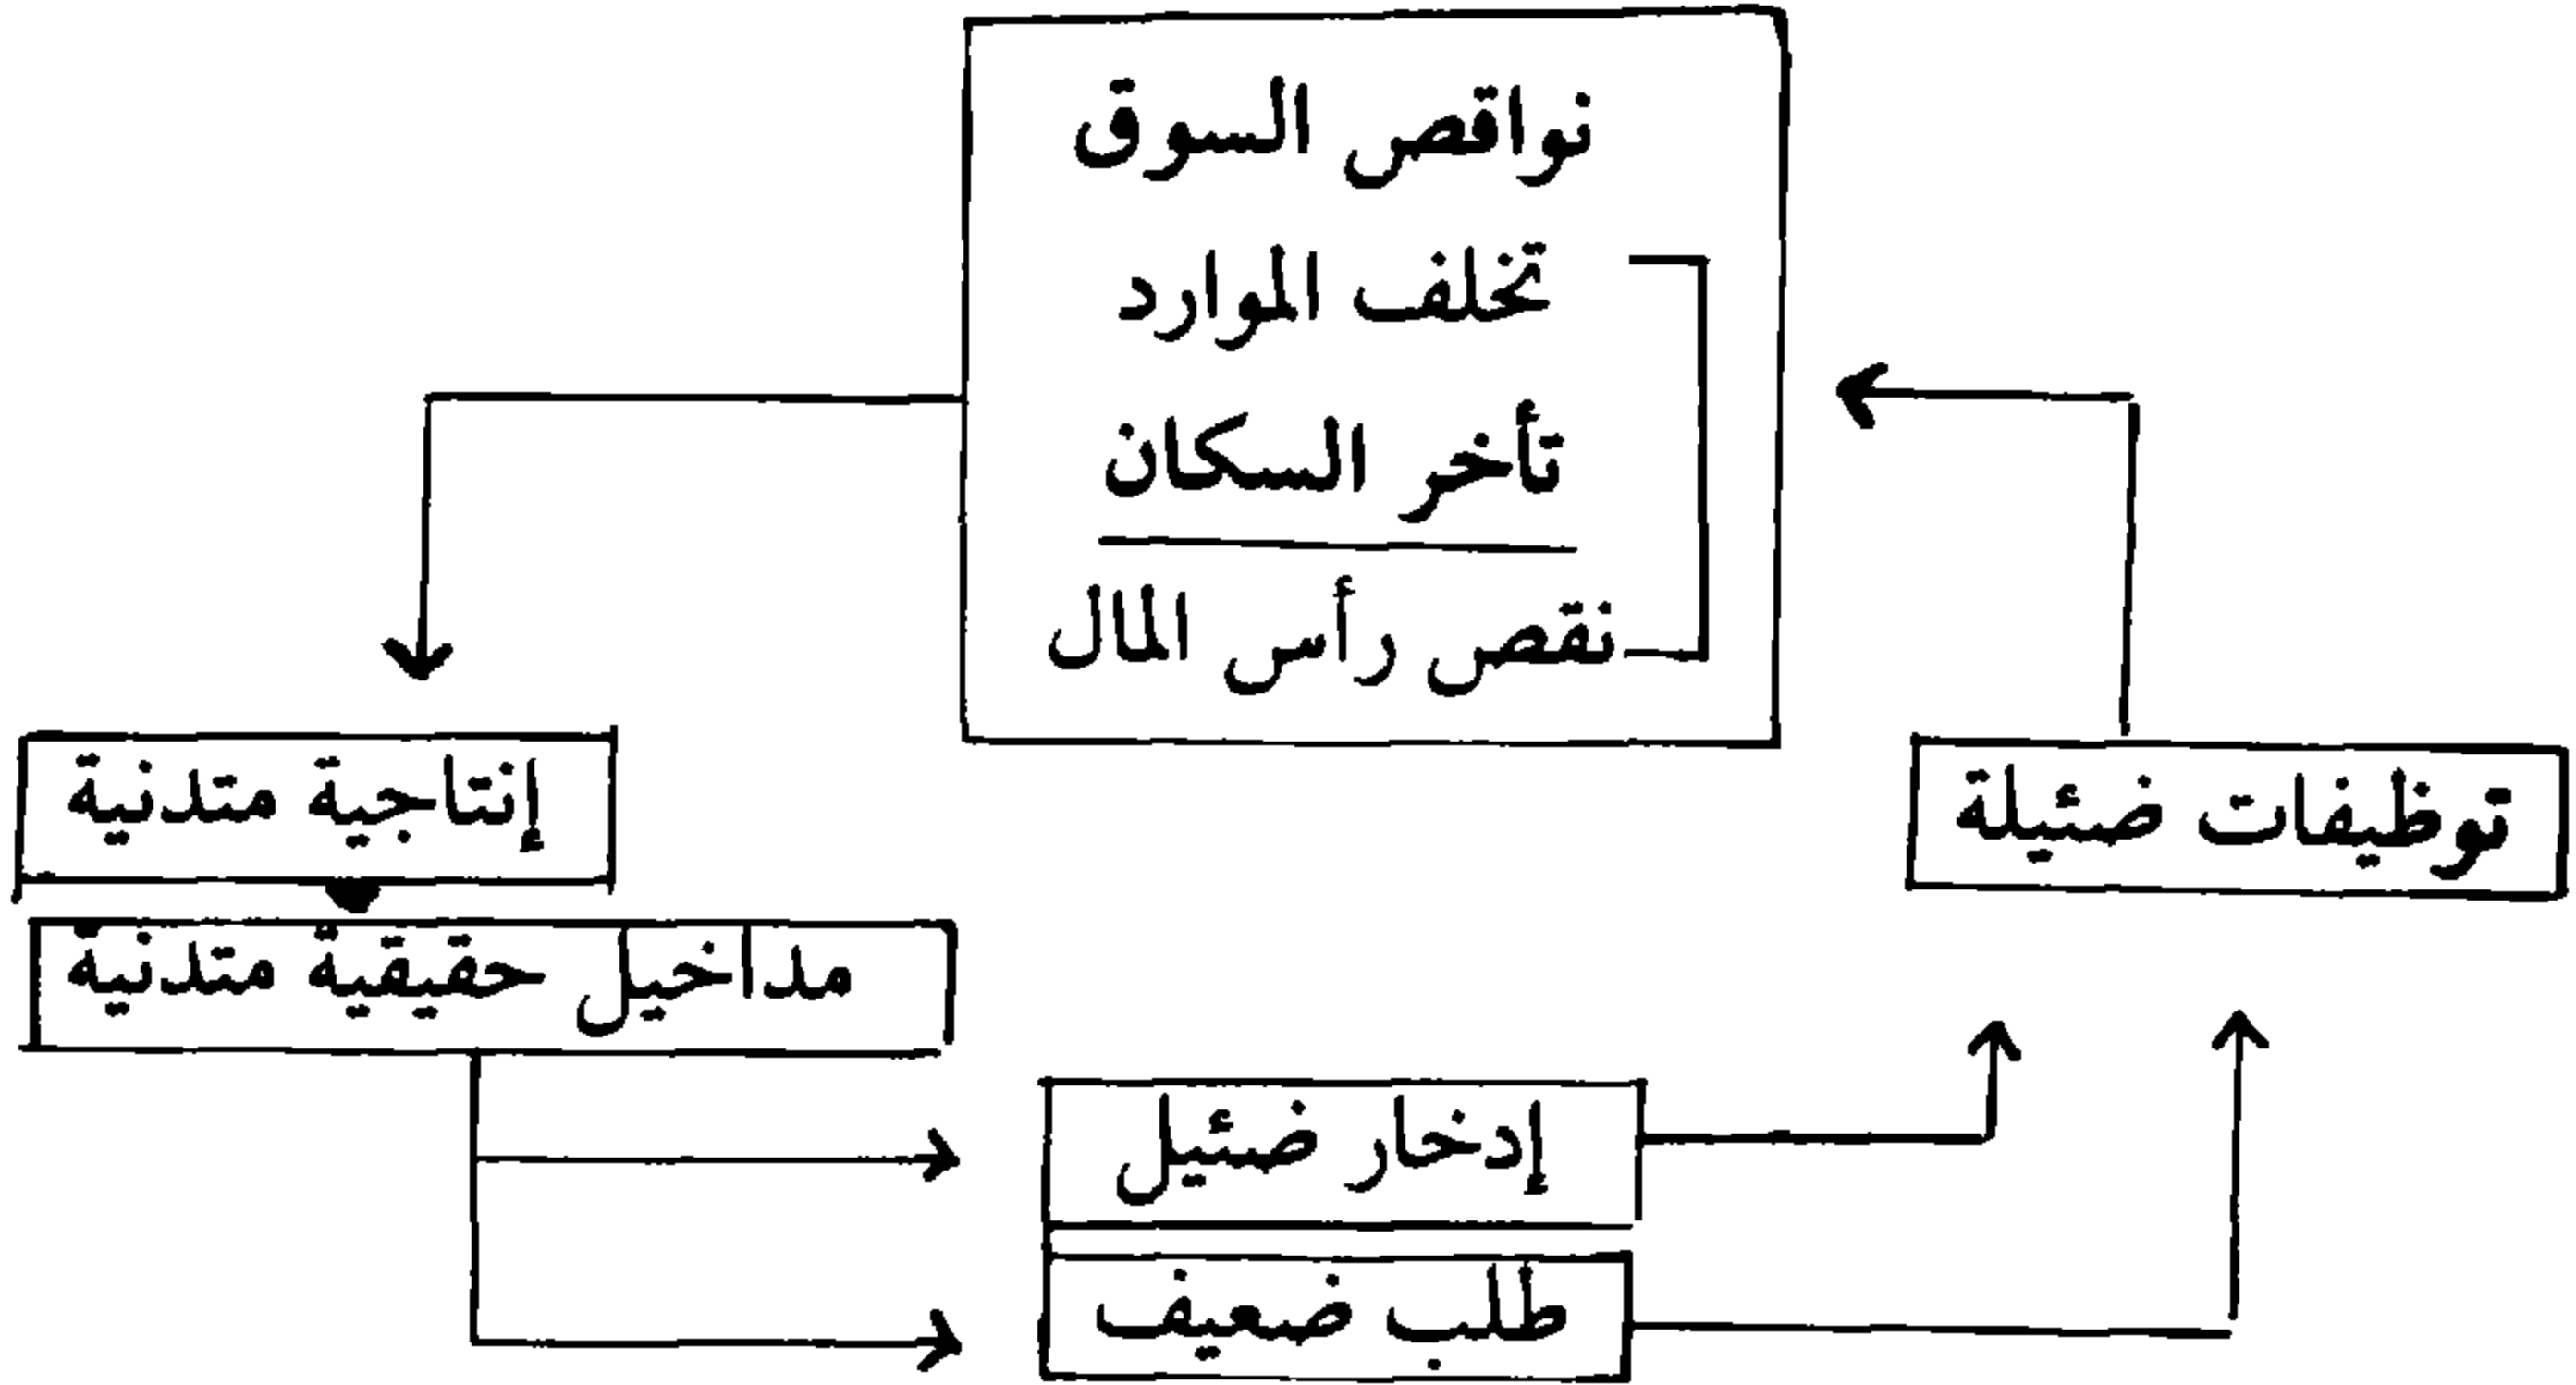 نواقص السوق
تخلف الموارد
تأخر السكان
نقص رأس المال
توظيفات ضئيلة
إنتاجية متدنية
مداخيل حقيقية متدنية
إدخار ضئيل
طلب ضعيف